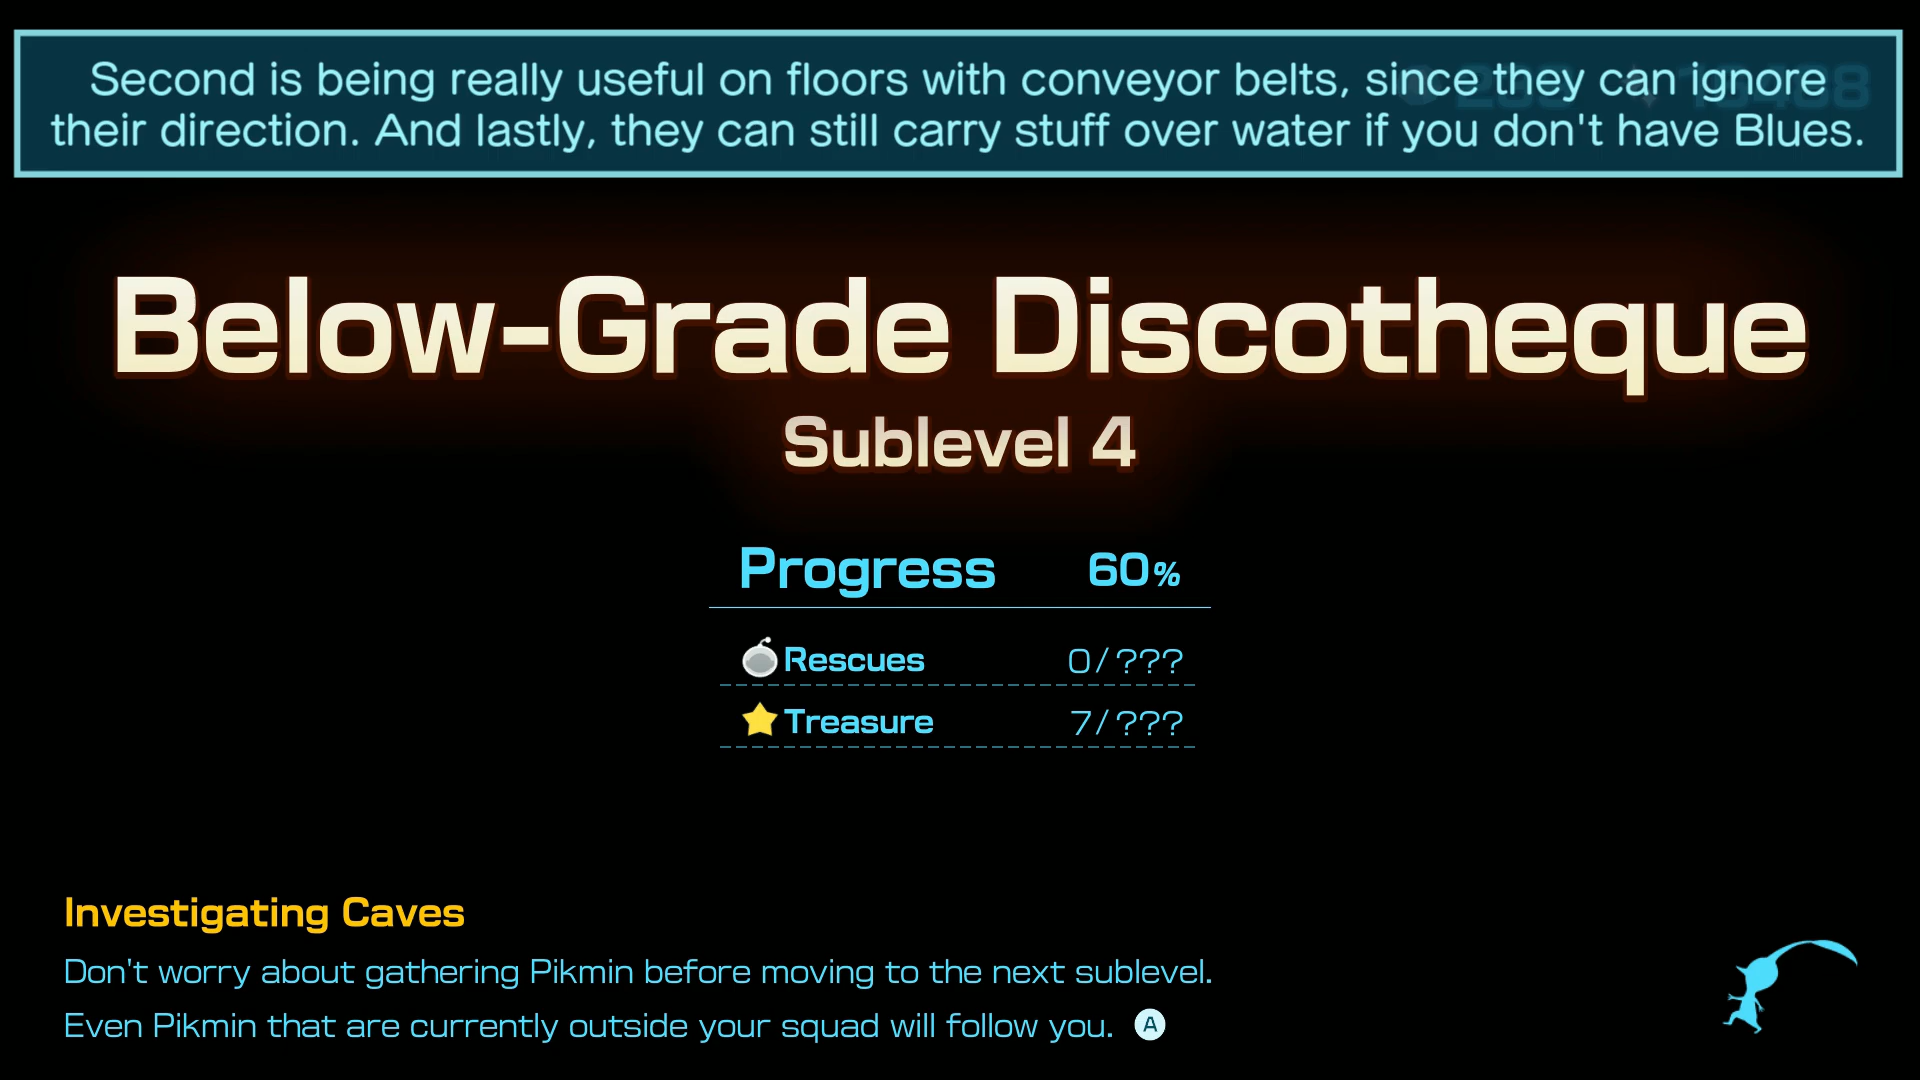 Second is being really useful on floors with conveyor belts, since they can ignore
their direction. And lastly, they can still carry stuff over water if you don't have Blues.
Below-Grade Discotheque
Sublevel 4
Progress 60%
Rescues 0/???
Treasure 7/???
Investigating Caves
Don't worry about gathering Pikmin before moving to the next sublevel.
Even Pikmin that are currently outside your squad will follow you. A